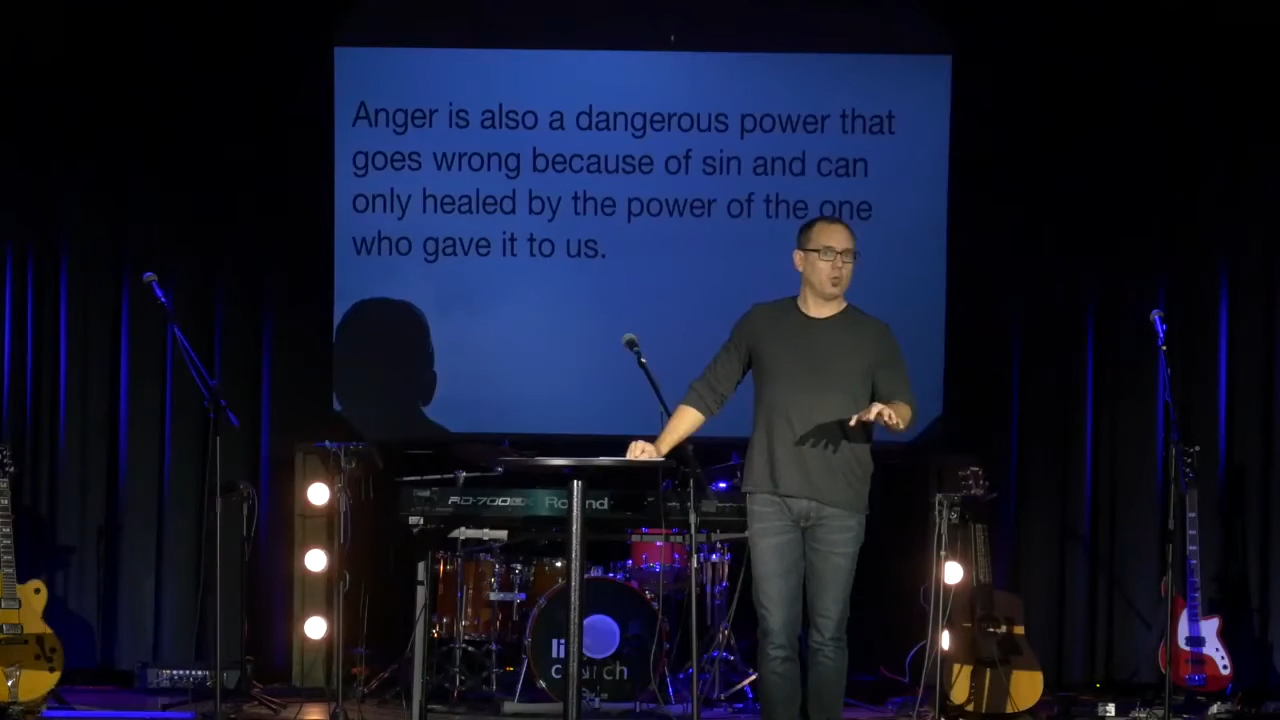 Anger is also a dangerous power that
goes wrong because of sin and can
only healed by the power of the one
who gave it to us.
RD-700GX Roland
church